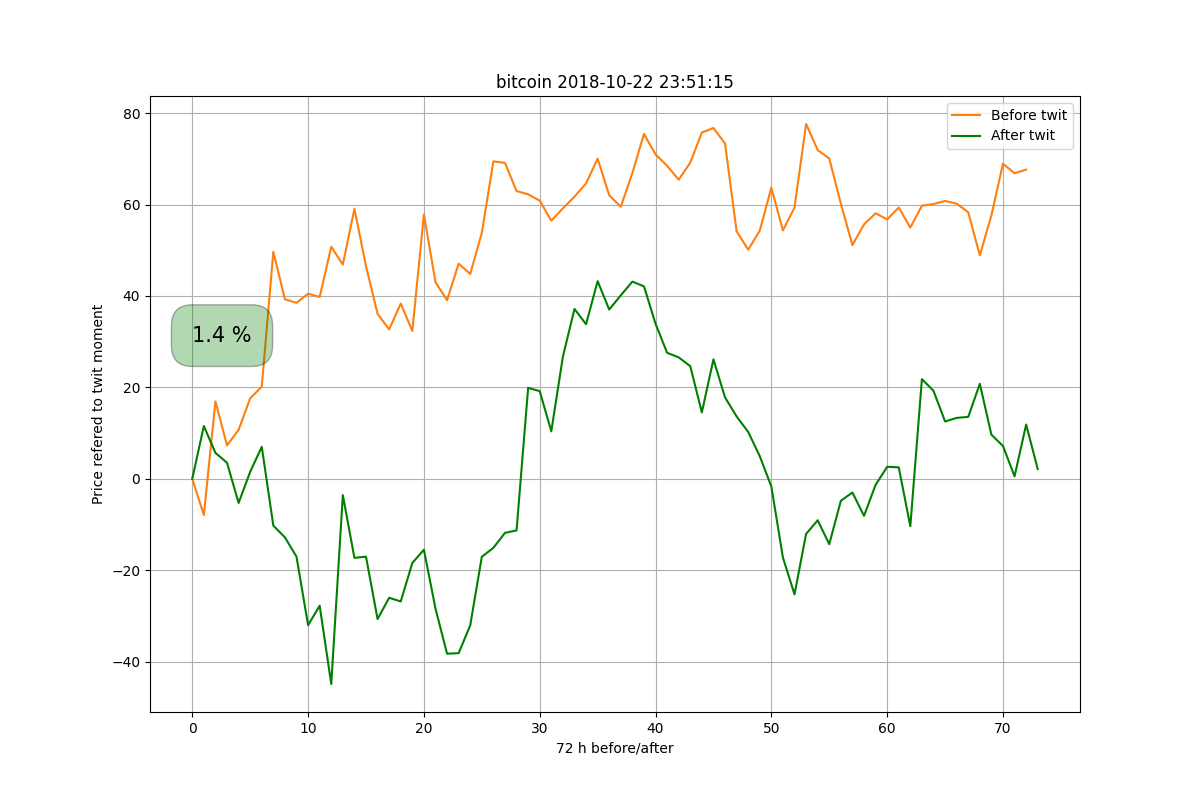 bitcoin 2018-10-22 23:51:15
Before twit
After twit
1.4 %
Price refered to twit moment
80
60
40
20
0
−20
−40
0 10 20 30 40 50 60 70
72 h before/after